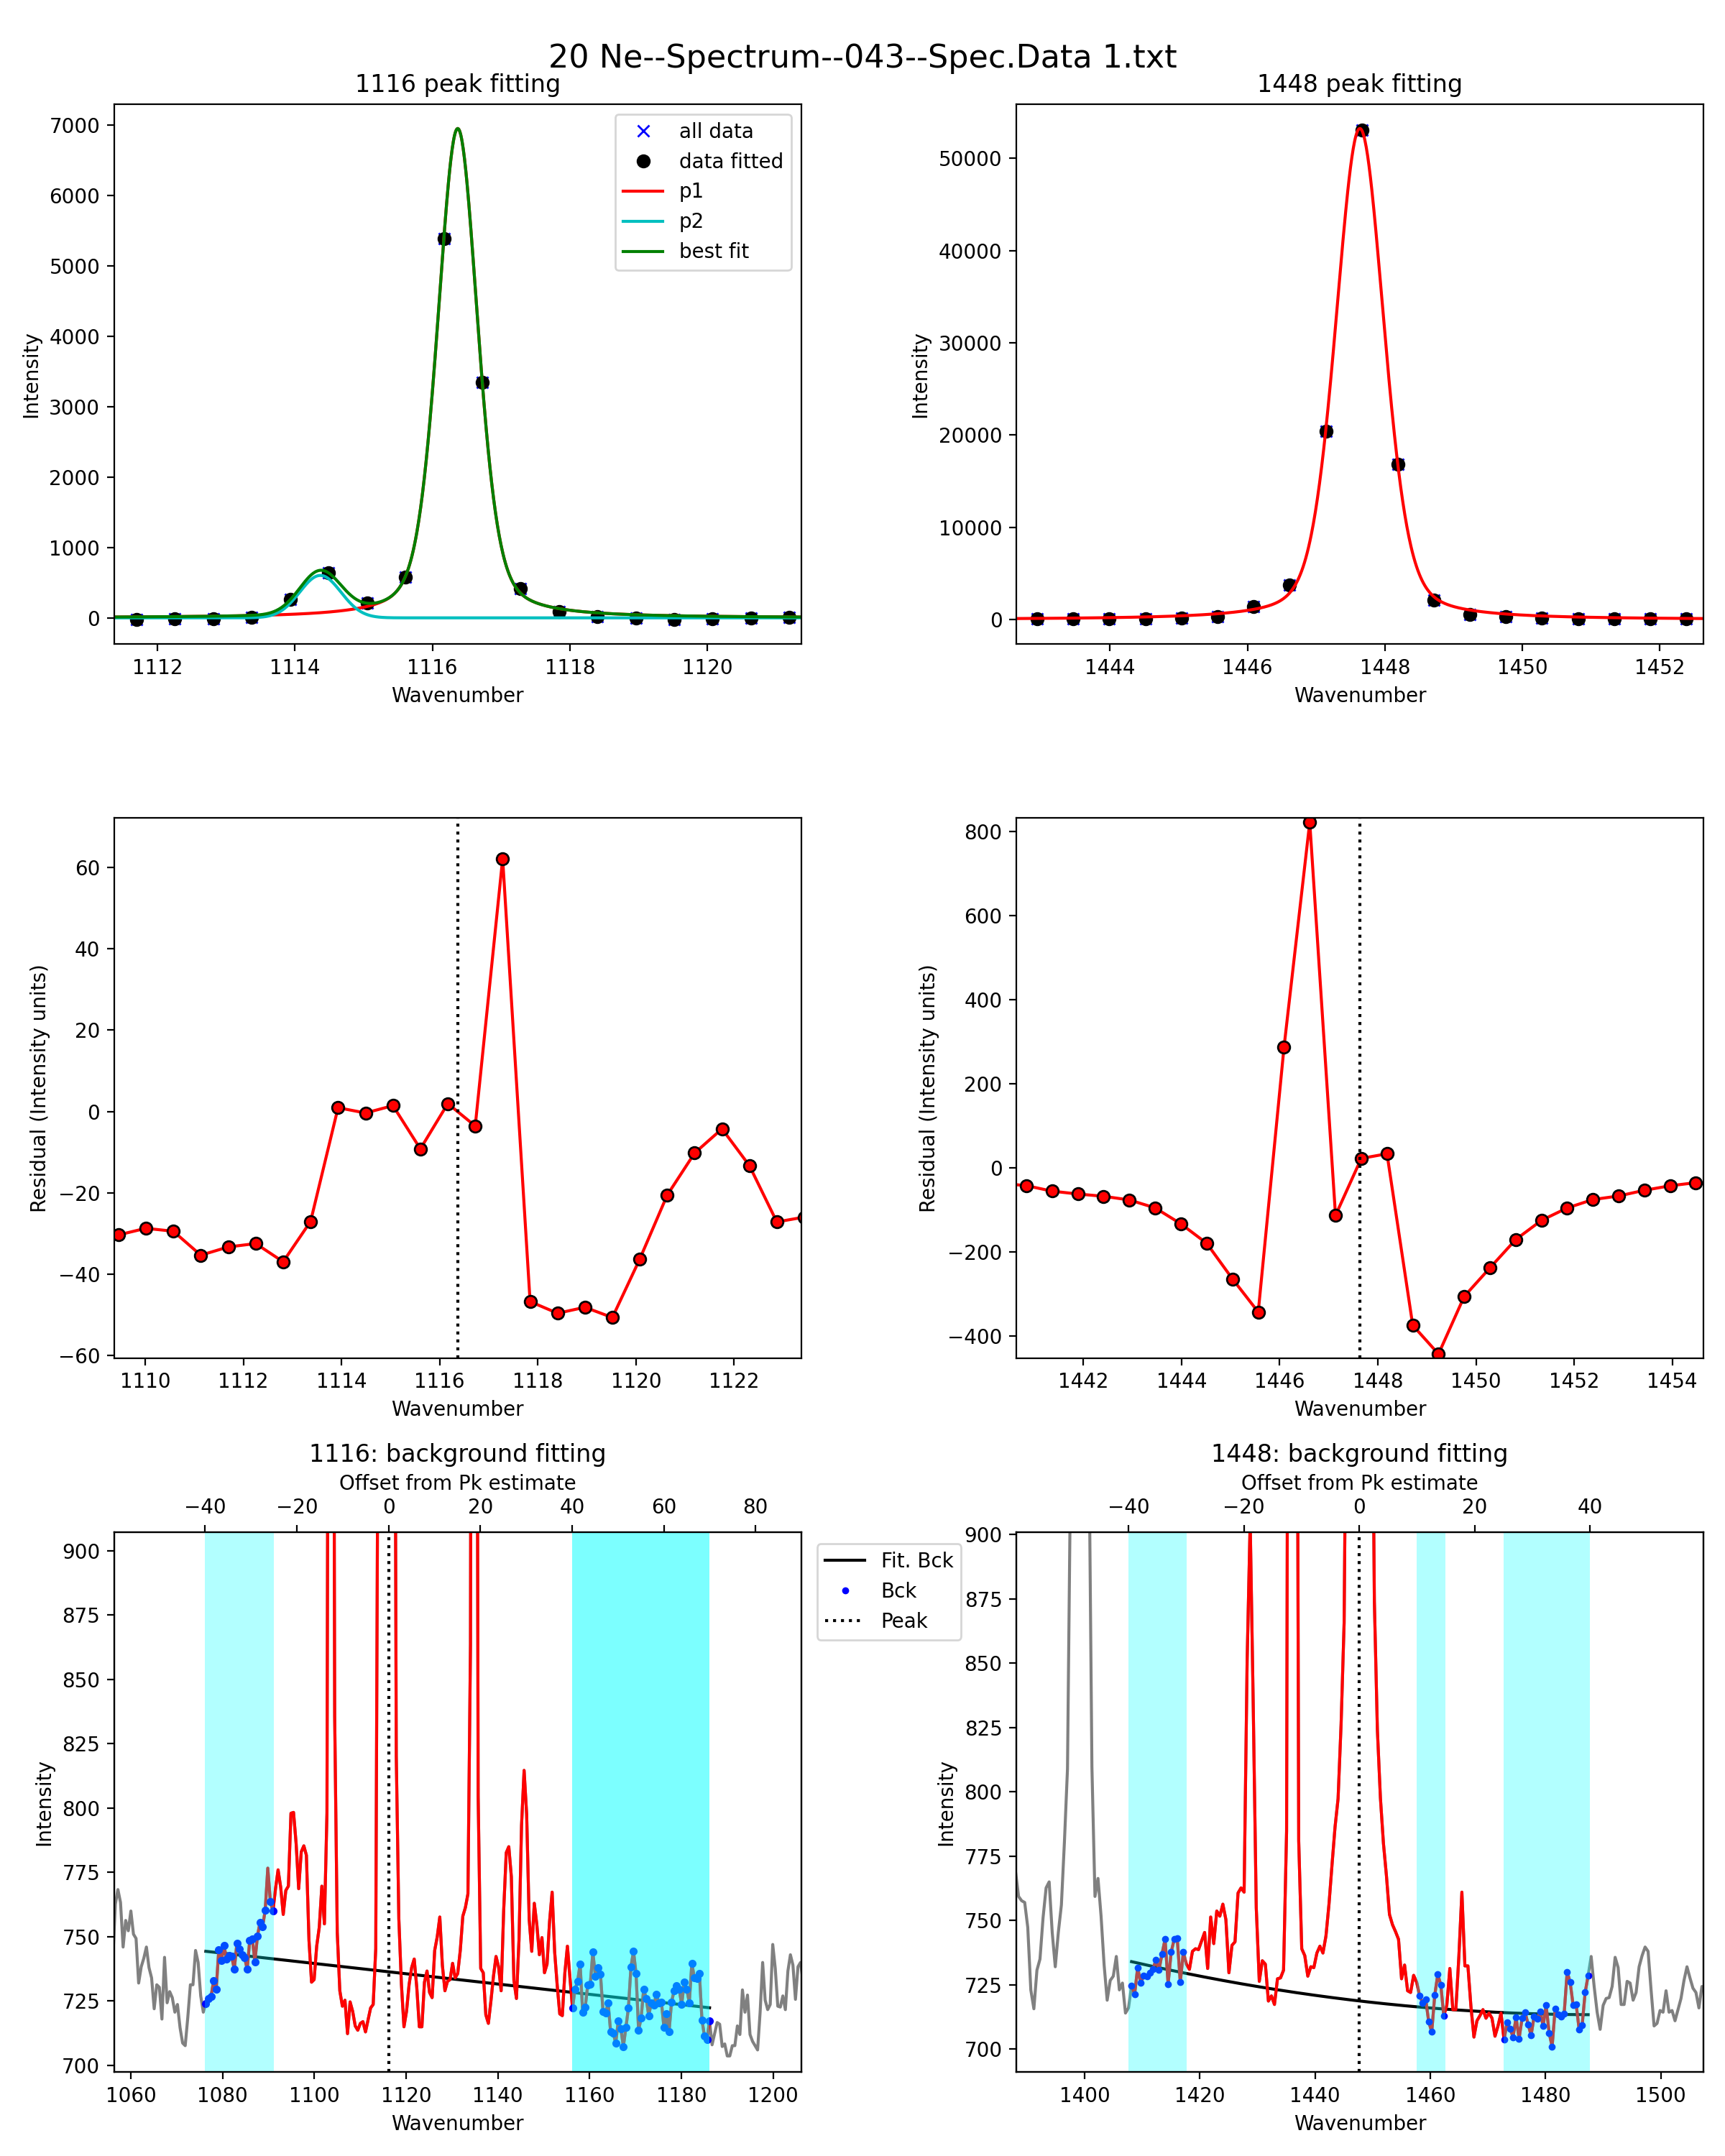 20 Ne--Spectrum--043--Spec.Data 1.txt
1116 peak fitting
7000
6000
5000
4000
3000
2000
1000
0
Intensity
all data
data fitted
p1
p2
best fit
1112 1114 1116 1118 1120
Wavenumber
1448 peak fitting
50000
40000
30000
20000
10000
0
Intensity
1444 1446 1448 1450 1452
Wavenumber
60
40
20
0
−20
−40
−60
Residual (Intensity units)
1110 1112 1114 1116 1118 1120 1122
Wavenumber
800
600
400
200
0
−200
−400
Residual (Intensity units)
1442 1444 1446 1448 1450 1452 1454
Wavenumber
1116: background fitting
Offset from Pk estimate
−40 −20 0 20 40 60 80
900
875
850
825
800
775
750
725
700
Intensity
1060 1080 1100 1120 1140 1160 1180 1200
Wavenumber
Fit. Bck
Bck
Peak
1448: background fitting
Offset from Pk estimate
−40 −20 0 20 40
900
875
850
825
800
775
750
725
700
Intensity
1400 1420 1440 1460 1480 1500
Wavenumber